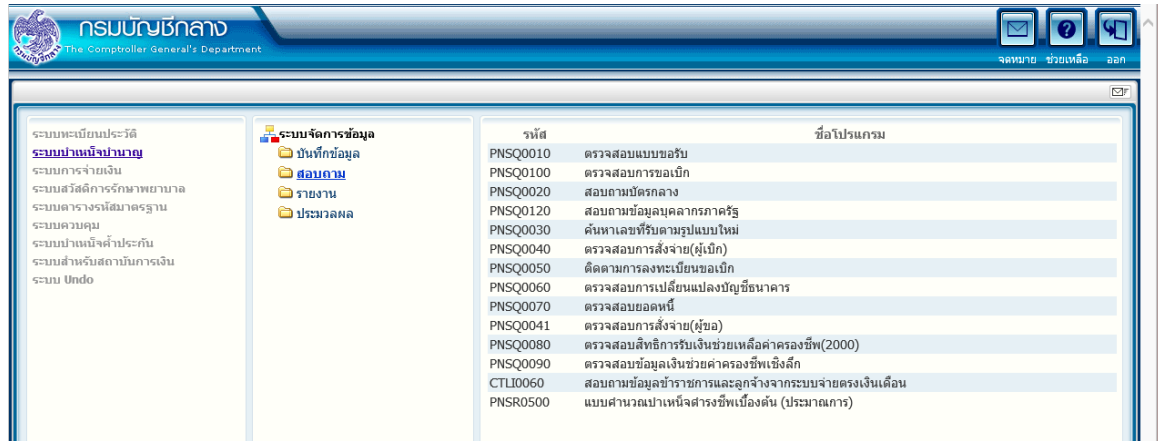 กรมบัญชีกลาง
The Comptroller General's Department
กรมบัญชีกลาง
จดหมาย ช่วยเหลือ ออก
ระบบทะเบียนประวัติ
ระบบบำเหน็จบำนาญ
ระบบการจ่ายเงิน
ระบบสวัสดิการรักษาพยาบาล
ระบบตารางรหัสมาตรฐาน
ระบบควบคุม
ระบบบำเหน็จค้ำประกัน
ระบบสำหรับสถาบันการเงิน
ระบบ Undo
ระบบจัดการข้อมูล
บันทึกข้อมูล
สอบถาม
รายงาน
ประมวลผล
รหัส ชื่อโปรแกรม
PNSQ0010 ตรวจสอบแบบขอรับ
PNSQ0100 ตรวจสอบการขอเบิก
PNSQ0020 สอบถามบัตรกลาง
PNSQ0120 สอบถามข้อมูลบุคลากรภาครัฐ
PNSQ0030 ค้นหาเลขที่รับตามรูปแบบใหม่
PNSQ0040 ตรวจสอบการสั่งจ่าย(ผู้เบิก)
PNSQ0050 ติดตามการลงทะเบียนขอเบิก
PNSQ0060 ตรวจสอบการเปลี่ยนแปลงบัญชีธนาคาร
PNSQ0070 ตรวจสอบยอดหนี้
PNSQ0041 ตรวจสอบการสั่งจ่าย(ผู้ขอ)
PNSQ0080 ตรวจสอบสิทธิการรับเงินช่วยเหลือค่าครองชีพ(2000)
PNSQ0090 ตรวจสอบข้อมูลเงินช่วยค่าครองชีพเชิงลึก
CTLI0060 สอบถามข้อมูลข้าราชการและลูกจ้างจากระบบจ่ายตรงเงินเดือน
PNSR0500 แบบคำนวณบำเหน็จดำรงชีพเบื้องต้น (ประมาณการ)